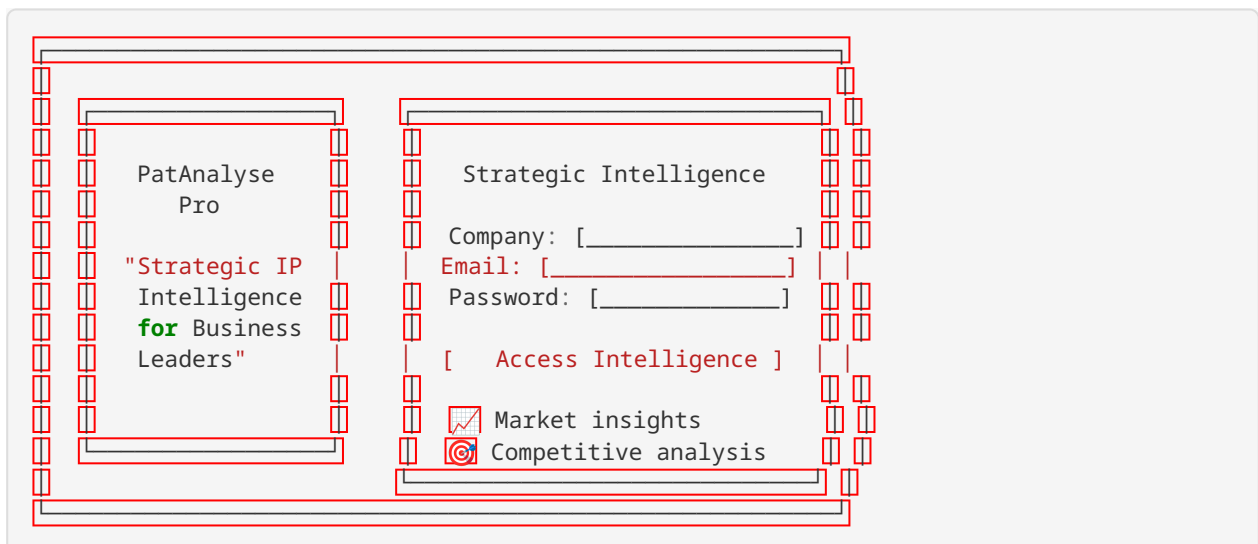 PatAnalyse
Pro
"Strategic IP
Intelligence
for Business
Leaders"
Strategic Intelligence
Company: [_______________]
Email: [_________________]
Password: [_____________]
[ Access Intelligence ]
📈 Market insights
🎯 Competitive analysis